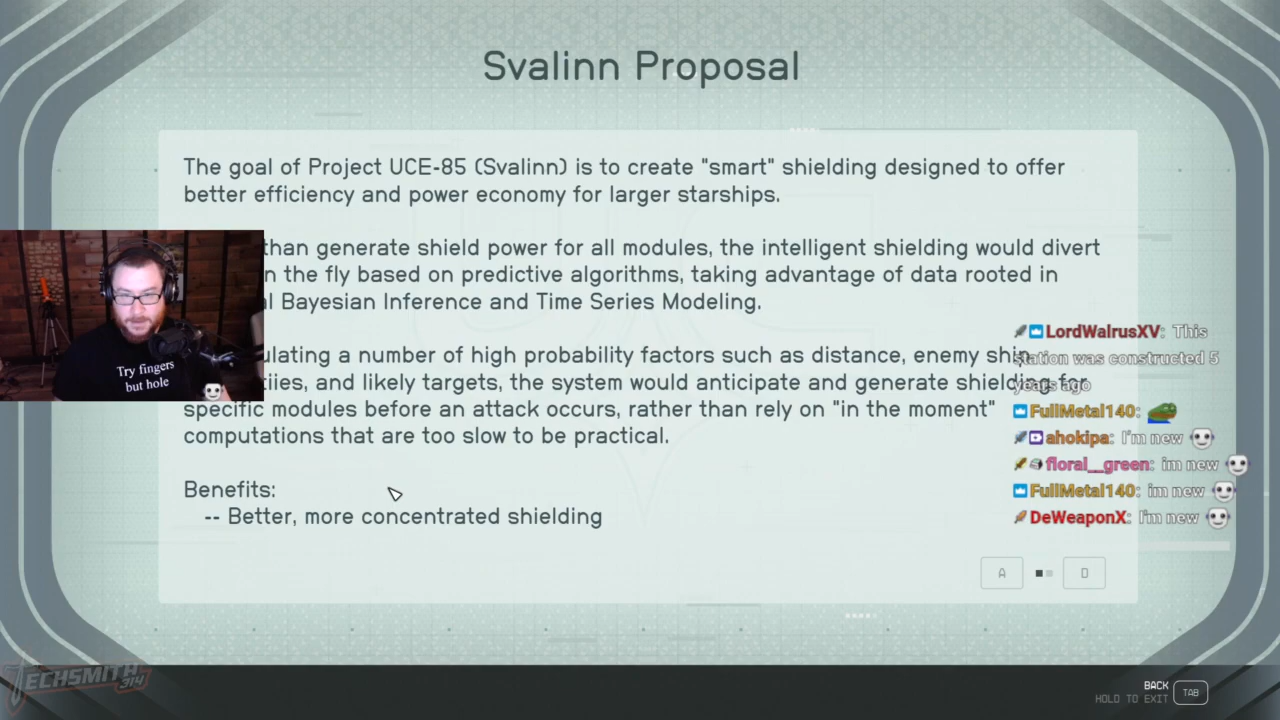 Svalinn Proposal
The goal of Project UCE-85 (Svalinn) is to create "smart" shielding designed to offer
better efficiency and power economy for larger starships.
than generate shield power for all modules, the intelligent shielding would divert
n the fly based on predictive algorithms, taking advantage of data rooted in
l Bayesian Inference and Time Series Modeling.
ulating a number of high probability factors such as distance, enemy ship
tiies, and likely targets, the system would anticipate and generate shielding for
specific modules before an attack occurs, rather than rely on "in the moment"
computations that are too slow to be practical.
Benefits:
-- Better, more concentrated shielding
A
D
Try fingers
but hole
LordWalrusXV: This
station was constructed 5
years ago
FullMetal140:
ahokipa: I'm new
floral__green: im new
FullMetal140: im new
DeWeaponX: I'm new
TECHSMITH
314
BACK
HOLD TO EXIT
TAB